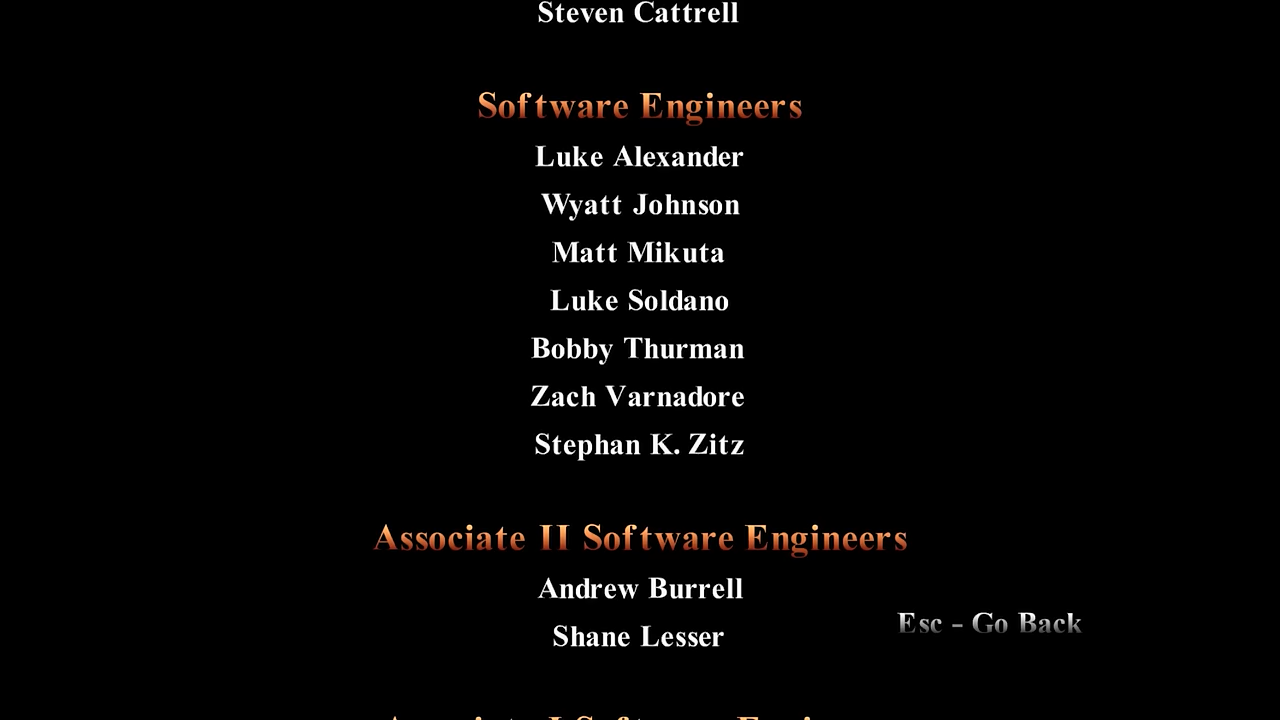 Steven Cattrell
Software Engineers
Luke Alexander
Wyatt Johnson
Matt Mikuta
Luke Soldano
Bobby Thurman
Zach Varnadore
Stephan K. Zitz
Associate II Software Engineers
Andrew Burrell
Esc - Go Back
Shane Lesser